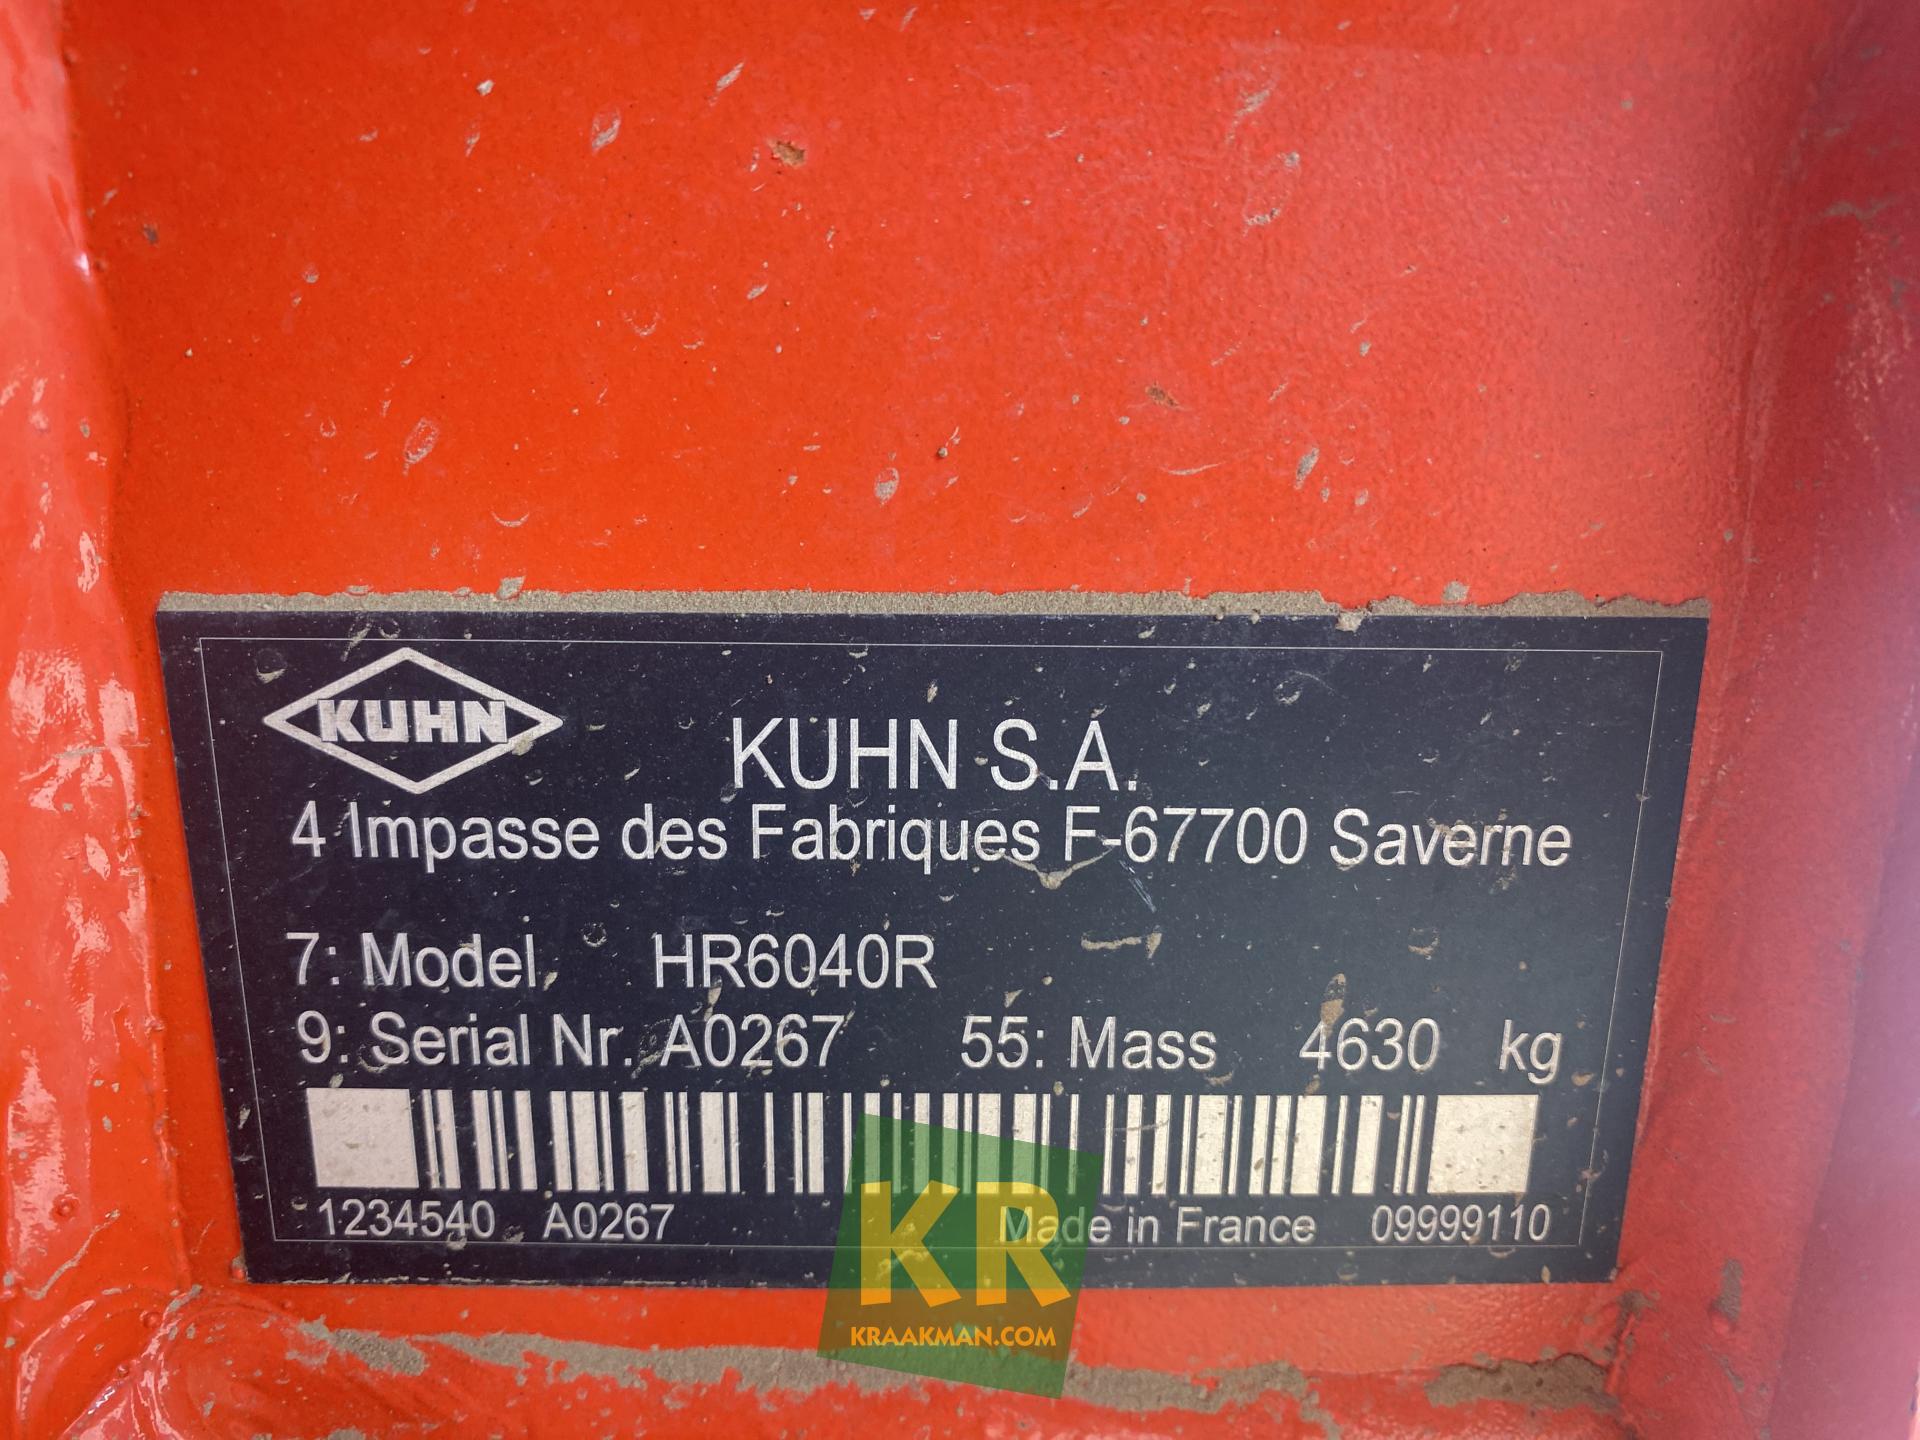 KUHN
KUHN S.A.
4 Impasse des Fabriques F-67700 Saverne
7: Model HR6040R
9: Serial Nr. A0267 55: Mass 4630 kg
1234540 A0267 Made in France 09999110
KR
KRAAKMAN.COM